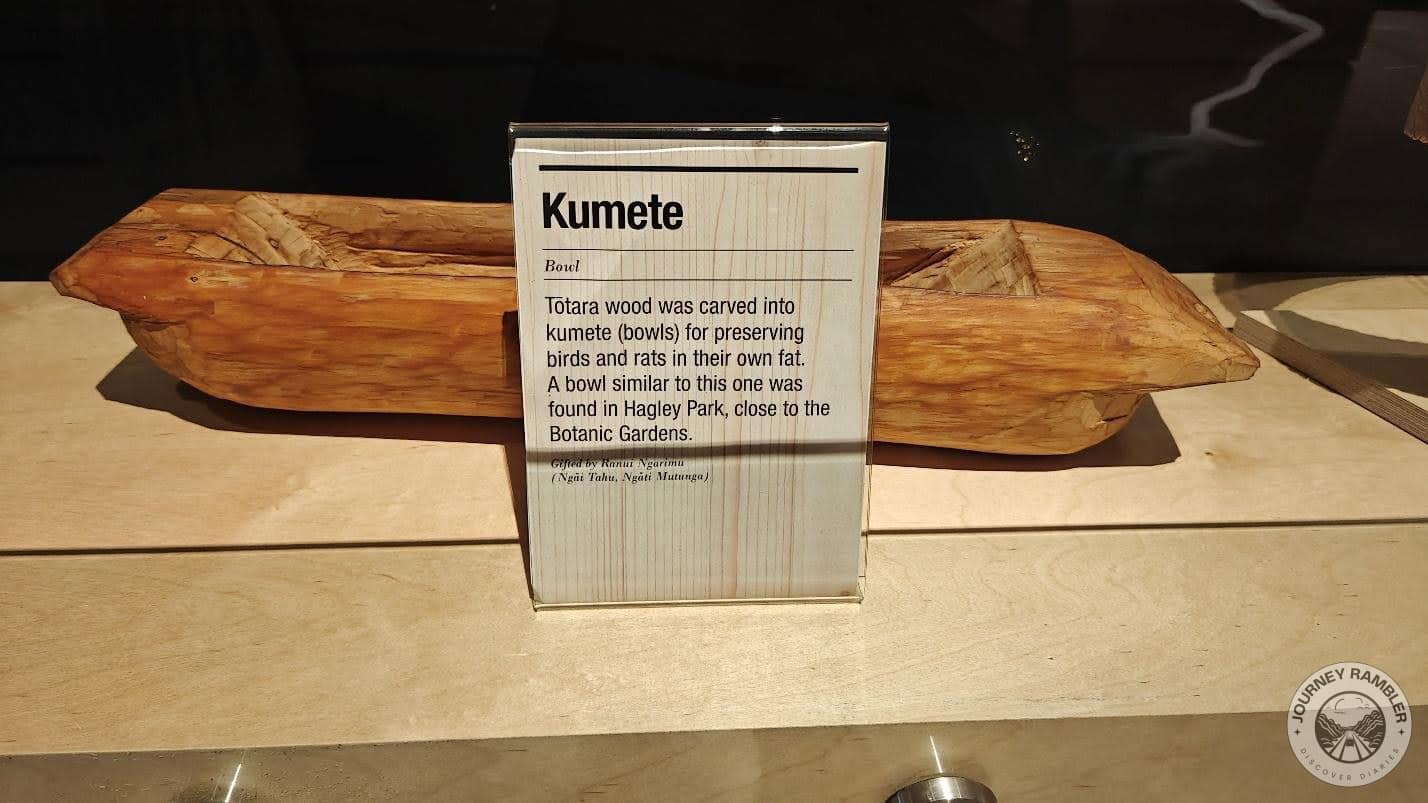 Kumete
Bowl
Tōtara wood was carved into
kumete (bowls) for preserving
birds and rats in their own fat.
A bowl similar to this one was
found in Hagley Park, close to the
Botanic Gardens.
Gifted by Ranui Ngarimu
(Ngāi Tahu, Ngāti Mutunga)
JOURNEY RAMBLER
DISCOVER DIARIES